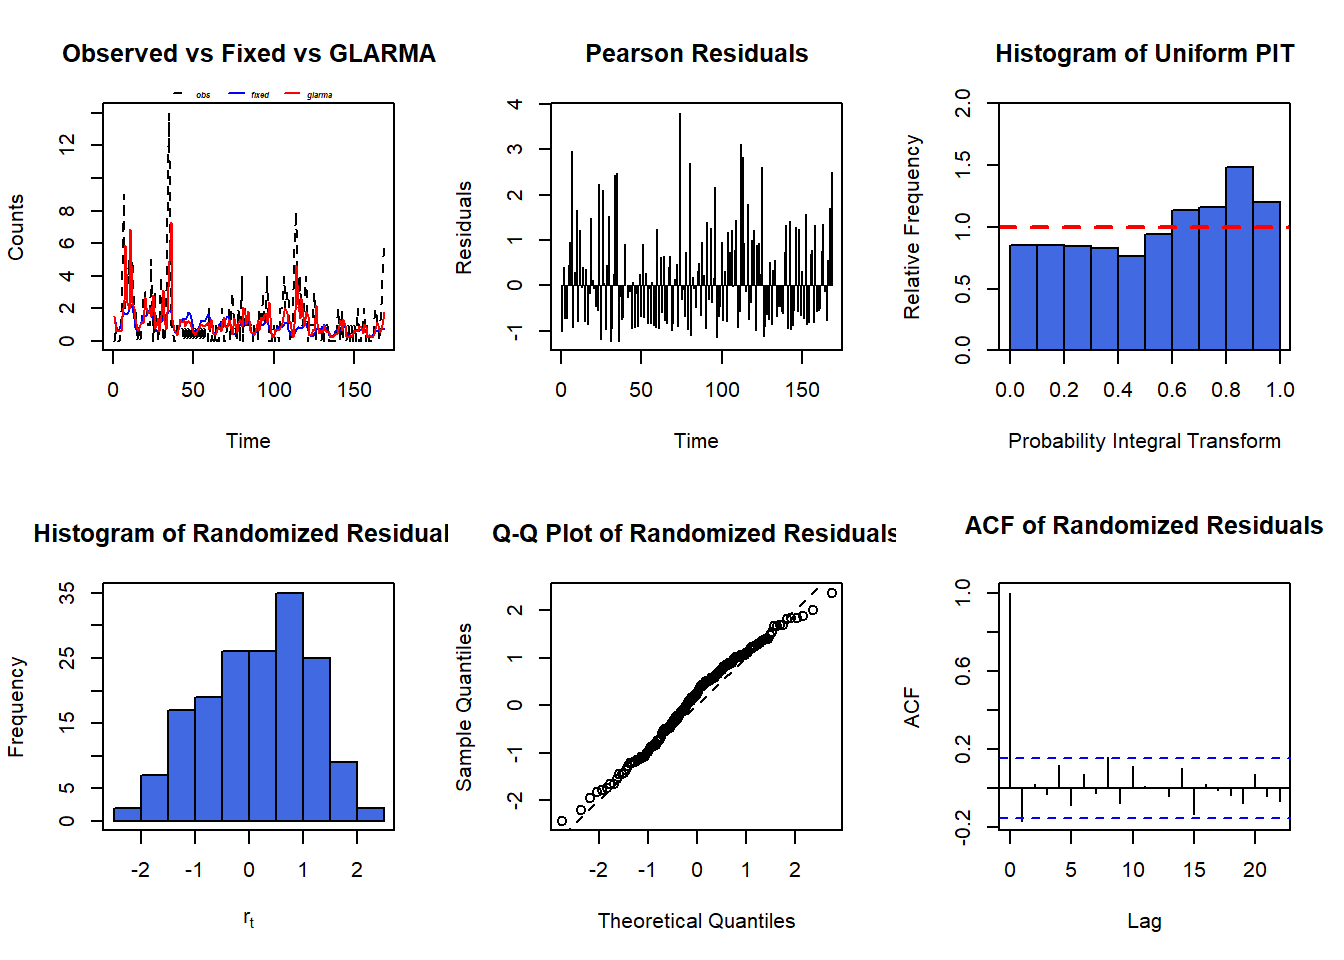 Observed vs Fixed vs GLARMA
obs fixed glarma
Counts
0 2 4 6 8 12
0 50 100 150
Time
Pearson Residuals
Residuals
-1 0 1 2 3 4
0 50 100 150
Time
Histogram of Uniform PIT
Relative Frequency
0.0 0.5 1.0 1.5 2.0
0.0 0.2 0.4 0.6 0.8 1.0
Probability Integral Transform
Histogram of Randomized Residual
Frequency
0 5 15 25 35
-2 -1 0 1 2
rt
Q-Q Plot of Randomized Residuals
Sample Quantiles
-2 -1 0 1 2
-2 -1 0 1 2
Theoretical Quantiles
ACF of Randomized Residuals
ACF
-0.2 0.2 0.6 1.0
0 5 10 15 20
Lag